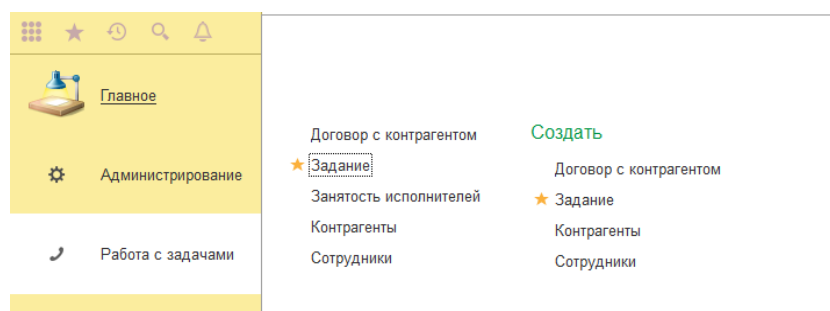 Главное
Администрирование
Работа с задачами
Договор с контрагентом
Задание
Занятость исполнителей
Контрагенты
Сотрудники
Создать
Договор с контрагентом
Задание
Контрагенты
Сотрудники